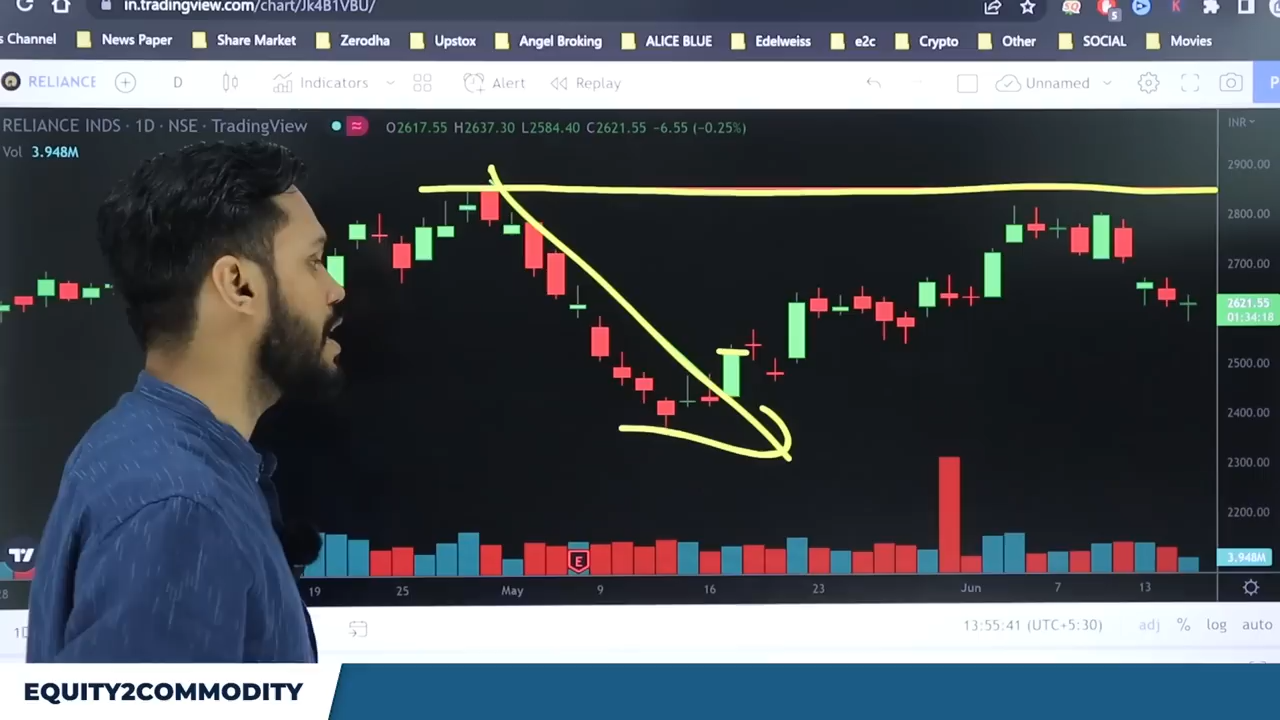 in.tradingview.com/chart/Jk4B1VBU/
s Channel News Paper Share Market Zerodha Upstox Angel Broking ALICE BLUE Edelweiss e2c Crypto Other SOCIAL Movies
RELIANCE D Indicators Alert Replay Unnamed P
RELIANCE INDS · 1D · NSE · TradingView O2617.55 H2637.30 L2584.40 C2621.55 −6.55 (−0.25%) INR
Vol 3.948M
2900.00
2800.00
2700.00
2621.55
01:34:18
2500.00
2400.00
2300.00
2200.00
E
3.948M
28 19 25 May 9 16 23 Jun 7 13
1D 13:55:41 (UTC+5:30) adj % log auto
EQUITY2COMMODITY